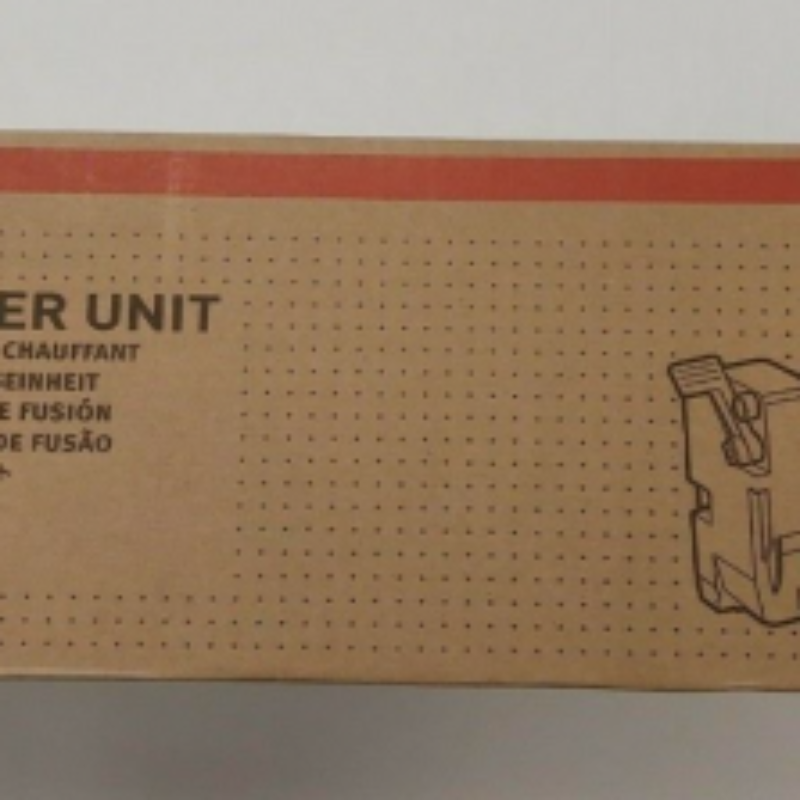 ER UNIT
CHAUFFANT
EINHEIT
E FUSIÓN
DE FUSÃO